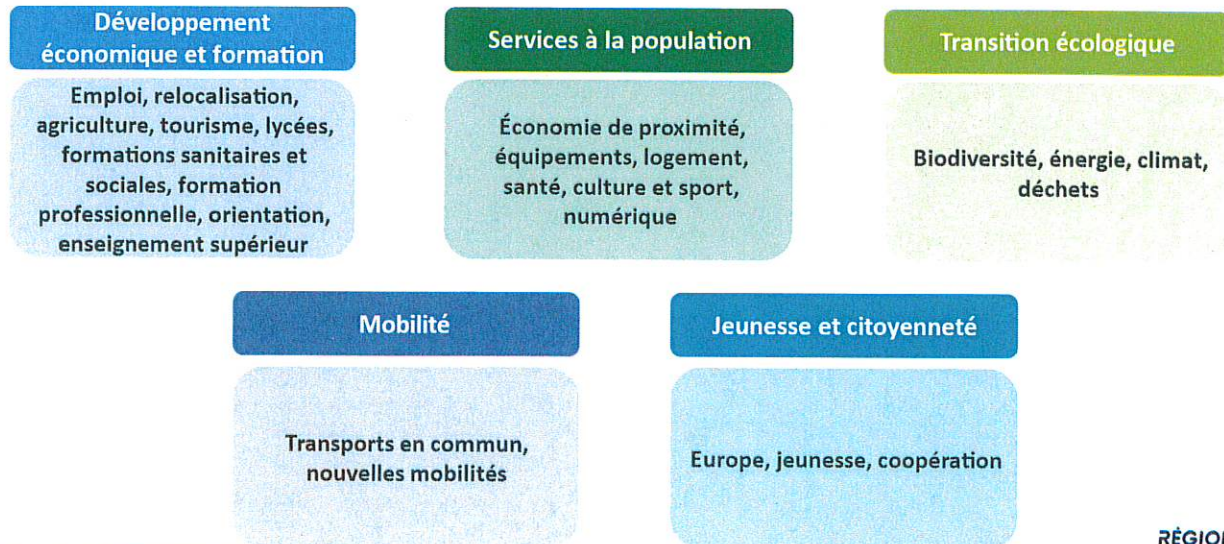 Développement
économique et formation
Emploi, relocalisation,
agriculture, tourisme, lycées,
formations sanitaires et
sociales, formation
professionnelle, orientation,
enseignement supérieur
Services à la population
Économie de proximité,
équipements, logement,
santé, culture et sport,
numérique
Transition écologique
Biodiversité, énergie, climat,
déchets
Mobilité
Transports en commun,
nouvelles mobilités
Jeunesse et citoyenneté
Europe, jeunesse, coopération
RÉGION